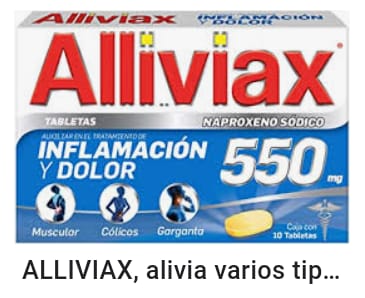 Alliviax INFLAMACIÓN
Y DOLOR
Alliviax
TABLETAS
NAPROXENO SÓDICO
AUXILIAR EN EL TRATAMIENTO DE
INFLAMACIÓN
Y DOLOR
550 mg
Muscular Cólicos Garganta
Caja con
10 Tabletas
ALLIVIAX, alivia varios tip...